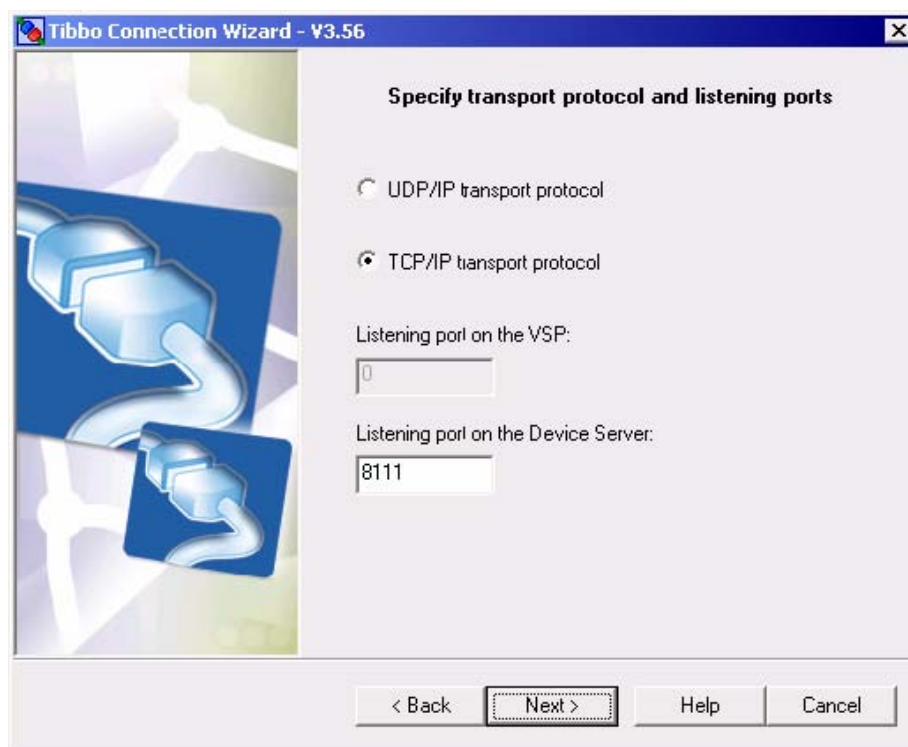 Tibbo Connection Wizard - V3.56
Specify transport protocol and listening ports
UDP/IP transport protocol
TCP/IP transport protocol
Listening port on the VSP:
0
Listening port on the Device Server:
8111
< Back
Next >
Help
Cancel